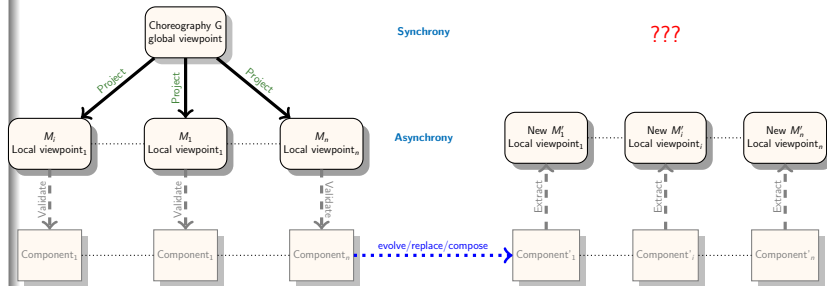 Choreography G
global viewpoint
Synchrony
???
Project
Project
Project
Mᵢ
Local viewpoint₁
M₁
Local viewpoint₁
Mₙ
Local viewpointₙ
Asynchrony
New M′₁
Local viewpoint₁
New M′ᵢ
Local viewpointᵢ
New M′ₙ
Local viewpointₙ
Validate
Validate
Validate
Extract
Extract
Extract
Component₁
Component₁
Componentₙ
evolve/replace/compose
Component'₁
Component'ᵢ
Component'ₙ